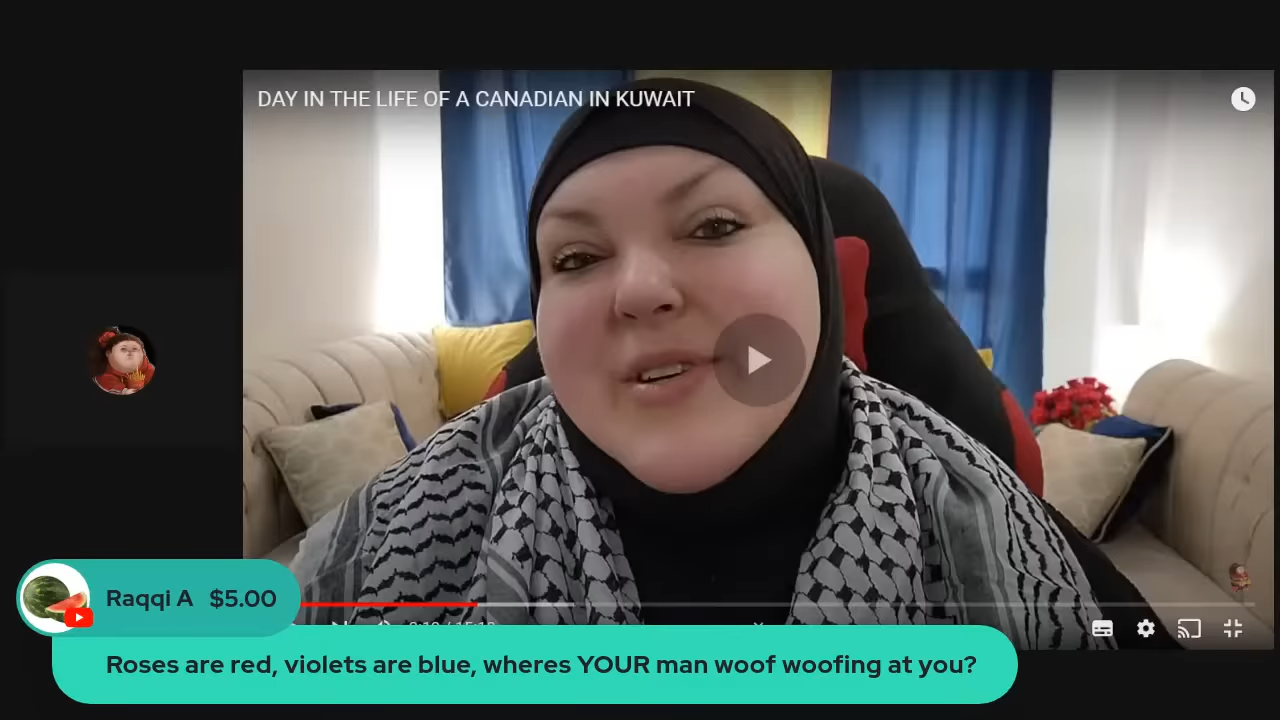 DAY IN THE LIFE OF A CANADIAN IN KUWAIT
Raqqi A $5.00
Roses are red, violets are blue, wheres YOUR man woof woofing at you?